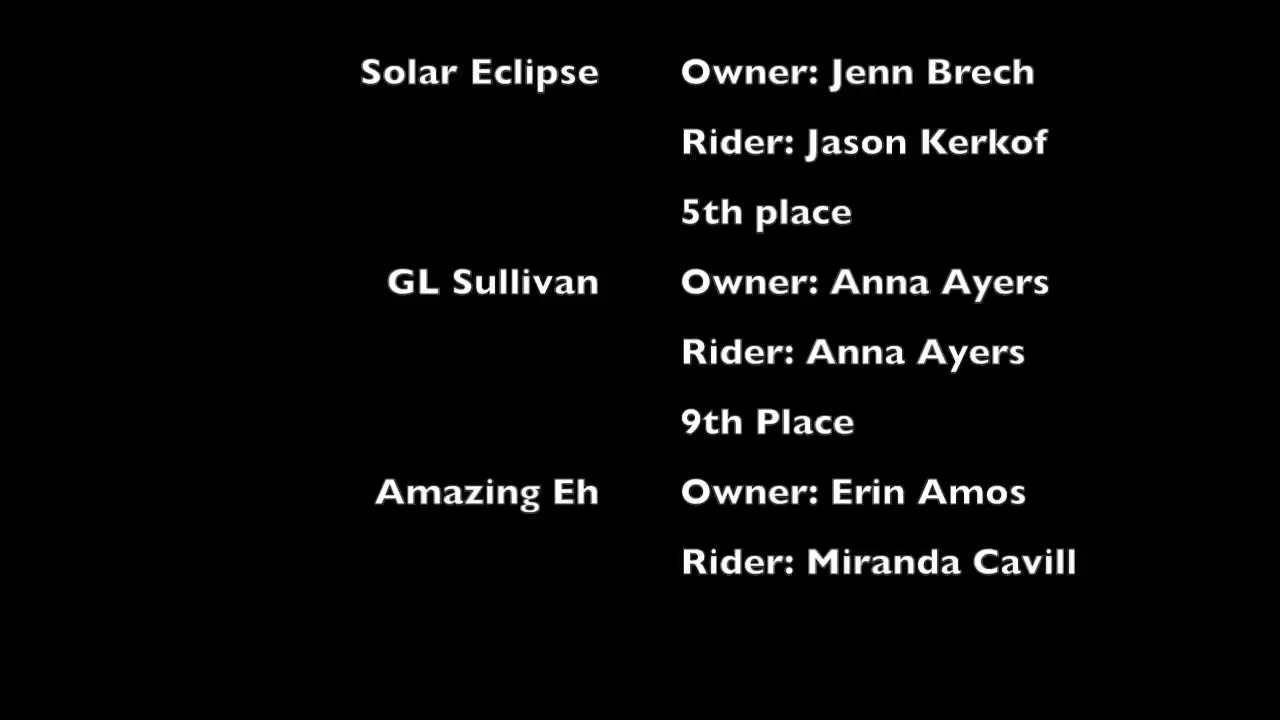 Solar Eclipse Owner: Jenn Brech
Rider: Jason Kerkof
5th place
GL Sullivan Owner: Anna Ayers
Rider: Anna Ayers
9th Place
Amazing Eh Owner: Erin Amos
Rider: Miranda Cavill